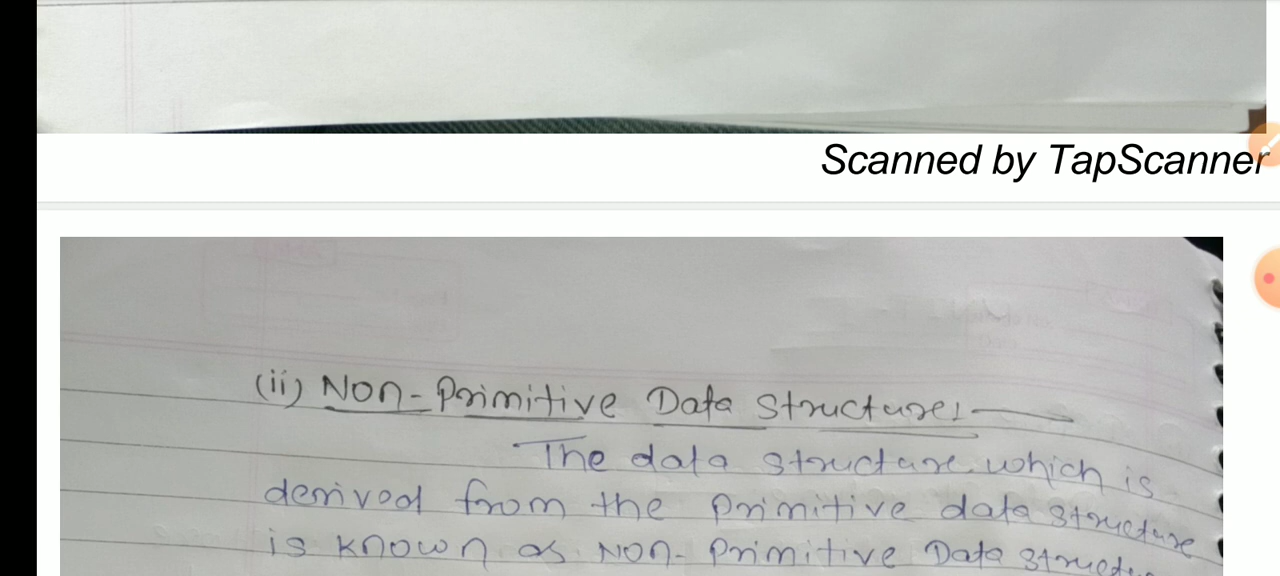 Scanned by TapScanner
(ii) Non-Primitive Data Structure:-
The data structure which is
derived from the primitive data structure
is known as Non-Primitive Data